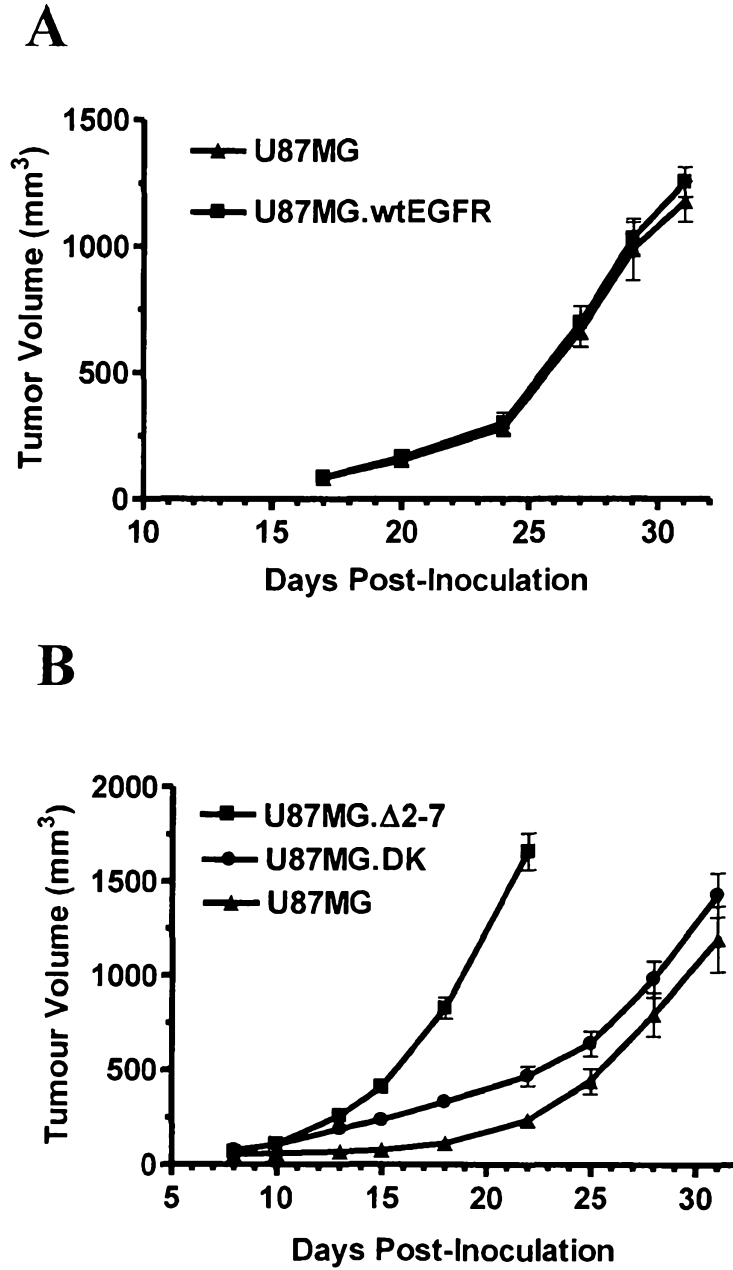 A
Tumor Volume (mm³)
1500
1000
500
0
U87MG
U87MG.wtEGFR
10 15 20 25 30
Days Post-Inoculation
B
Tumour Volume (mm³)
2000
1500
1000
500
0
U87MG.Δ2-7
U87MG.DK
U87MG
5 10 15 20 25 30
Days Post-Inoculation